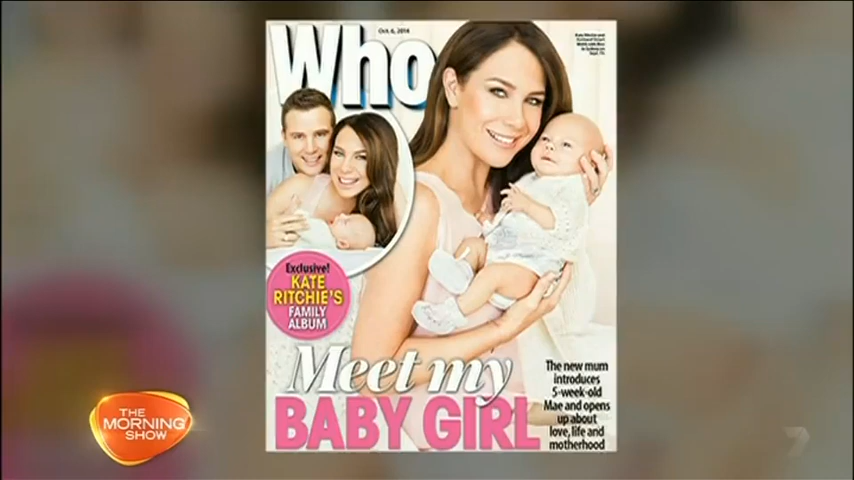 Oct. 6, 2014
Who
Exclusive!
KATE
RITCHIE'S
FAMILY
ALBUM
Meet my
BABY GIRL
The new mum
introduces
5-week-old
Mae and opens
up about
love, life and
motherhood
THE
MORNING
SHOW
7